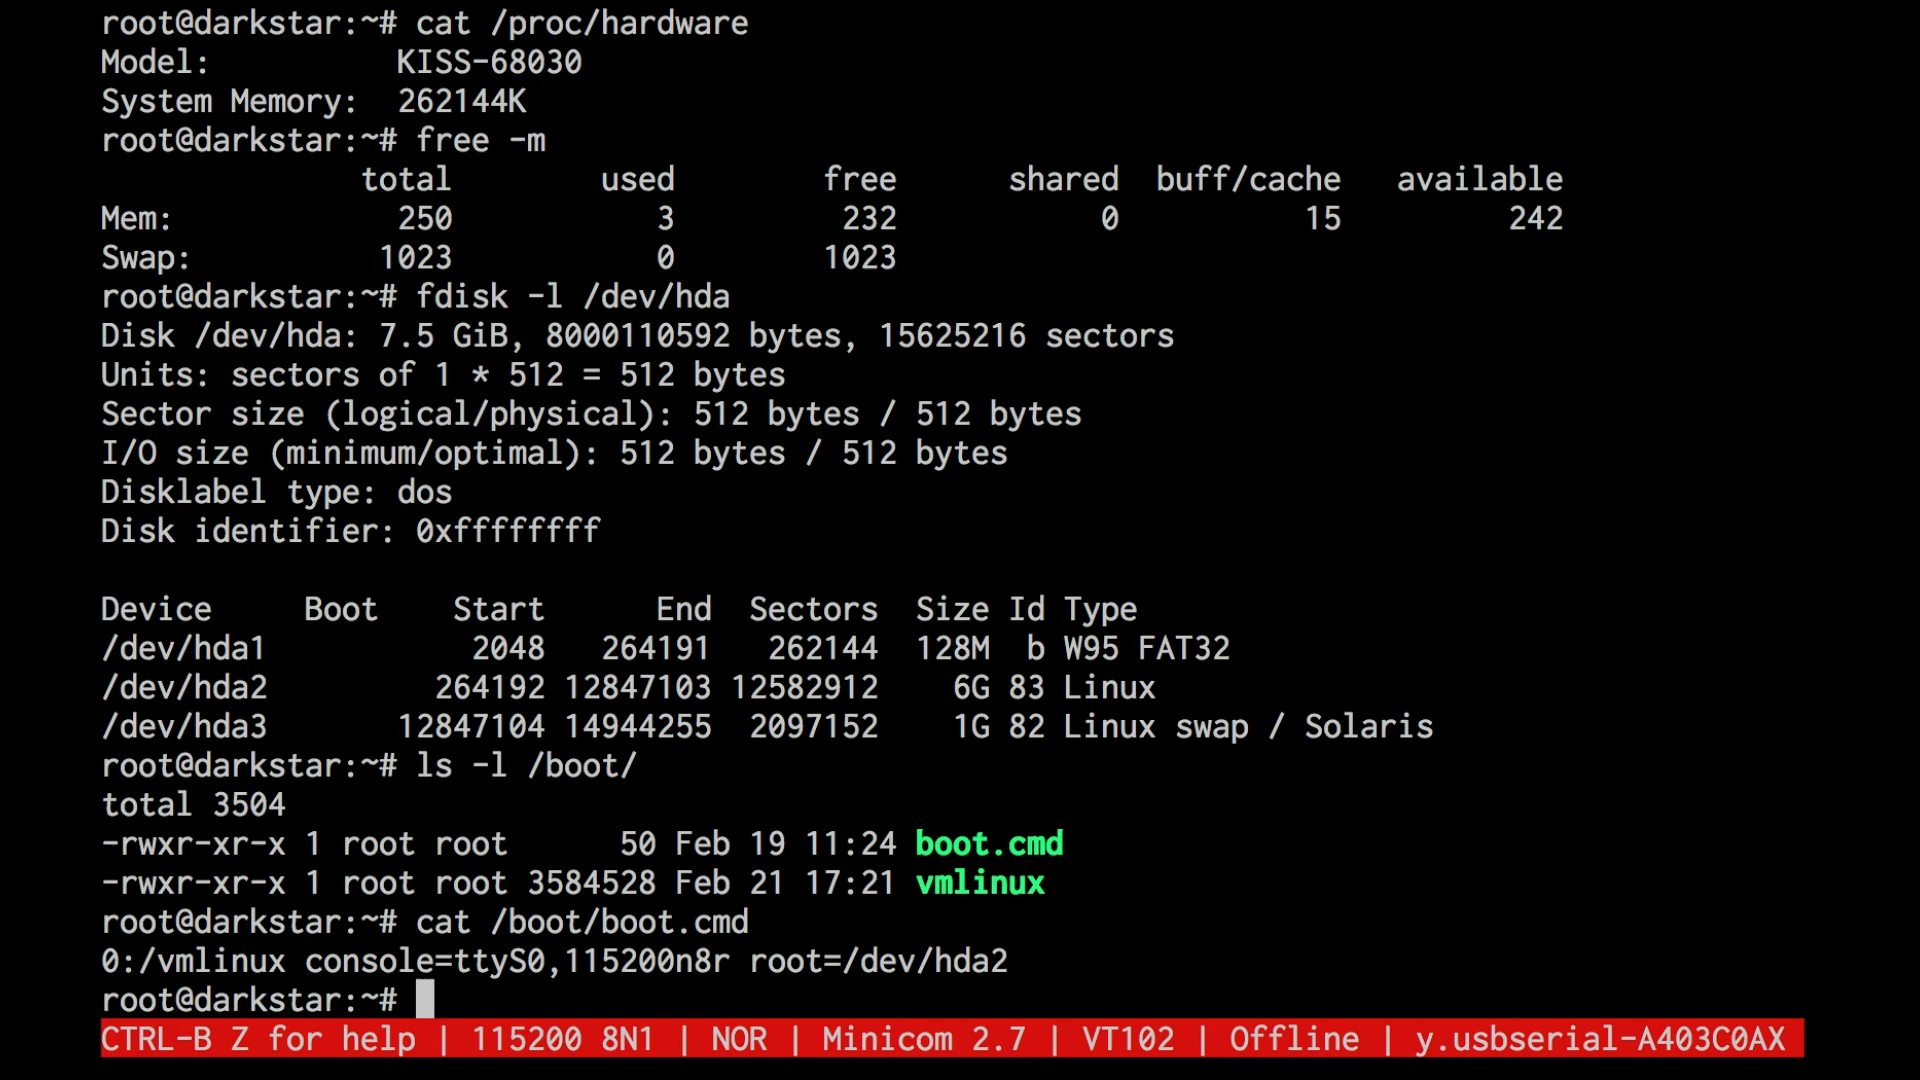 root@darkstar:~# cat /proc/hardware
Model:          KISS-68030
System Memory:  262144K
root@darkstar:~# free -m
              total        used        free      shared  buff/cache   available
Mem:            250           3         232           0          15         242
Swap:          1023           0        1023
root@darkstar:~# fdisk -l /dev/hda
Disk /dev/hda: 7.5 GiB, 8000110592 bytes, 15625216 sectors
Units: sectors of 1 * 512 = 512 bytes
Sector size (logical/physical): 512 bytes / 512 bytes
I/O size (minimum/optimal): 512 bytes / 512 bytes
Disklabel type: dos
Disk identifier: 0xffffffff
Device     Boot    Start      End  Sectors  Size Id Type
/dev/hda1           2048   264191   262144  128M  b W95 FAT32
/dev/hda2         264192 12847103 12582912    6G 83 Linux
/dev/hda3       12847104 14944255  2097152    1G 82 Linux swap / Solaris
root@darkstar:~# ls -l /boot/
total 3504
-rwxr-xr-x 1 root root      50 Feb 19 11:24 boot.cmd
-rwxr-xr-x 1 root root 3584528 Feb 21 17:21 vmlinux
root@darkstar:~# cat /boot/boot.cmd
0:/vmlinux console=ttyS0,115200n8r root=/dev/hda2
root@darkstar:~#
CTRL-B Z for help | 115200 8N1 | NOR | Minicom 2.7 | VT102 | Offline | y.usbserial-A403C0AX